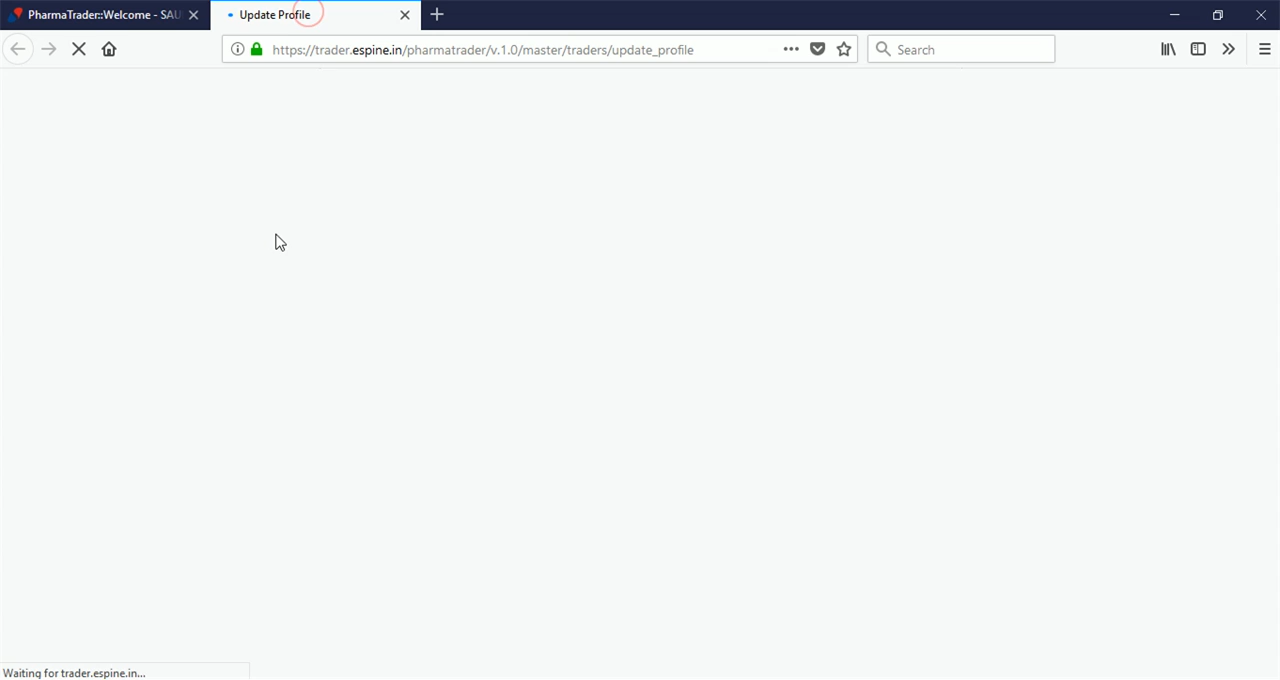 PharmaTrader::Welcome - SAU
Update Profile
https://trader.espine.in/pharmatrader/v.1.0/master/traders/update_profile
Search
Waiting for trader.espine.in...